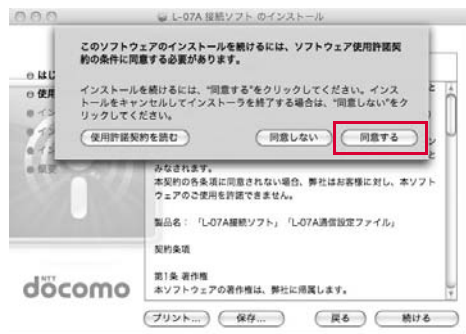 L-07A 接続ソフト のインストール
このソフトウェアのインストールを続けるには、ソフトウェア使用許諾契
約の条件に同意する必要があります。
インストールを続けるには、"同意する"をクリックしてください。インス
トールをキャンセルしてインストーラを終了する場合は、"同意しない"をク
リックしてください。
使用許諾契約を読む
同意しない
同意する
はじ
使用
イン
イン
概要
みなされます。
本契約の各条項に同意されない場合、弊社はお客様に対し、本ソフト
ウェアのご使用を許諾できません。
製品名：「L-07A接続ソフト」「L-07A通信設定ファイル」
契約条項
第1条 著作権
本ソフトウェアの著作権は、弊社に帰属します。
NTT
döcomo
プリント...
保存...
戻る
続ける